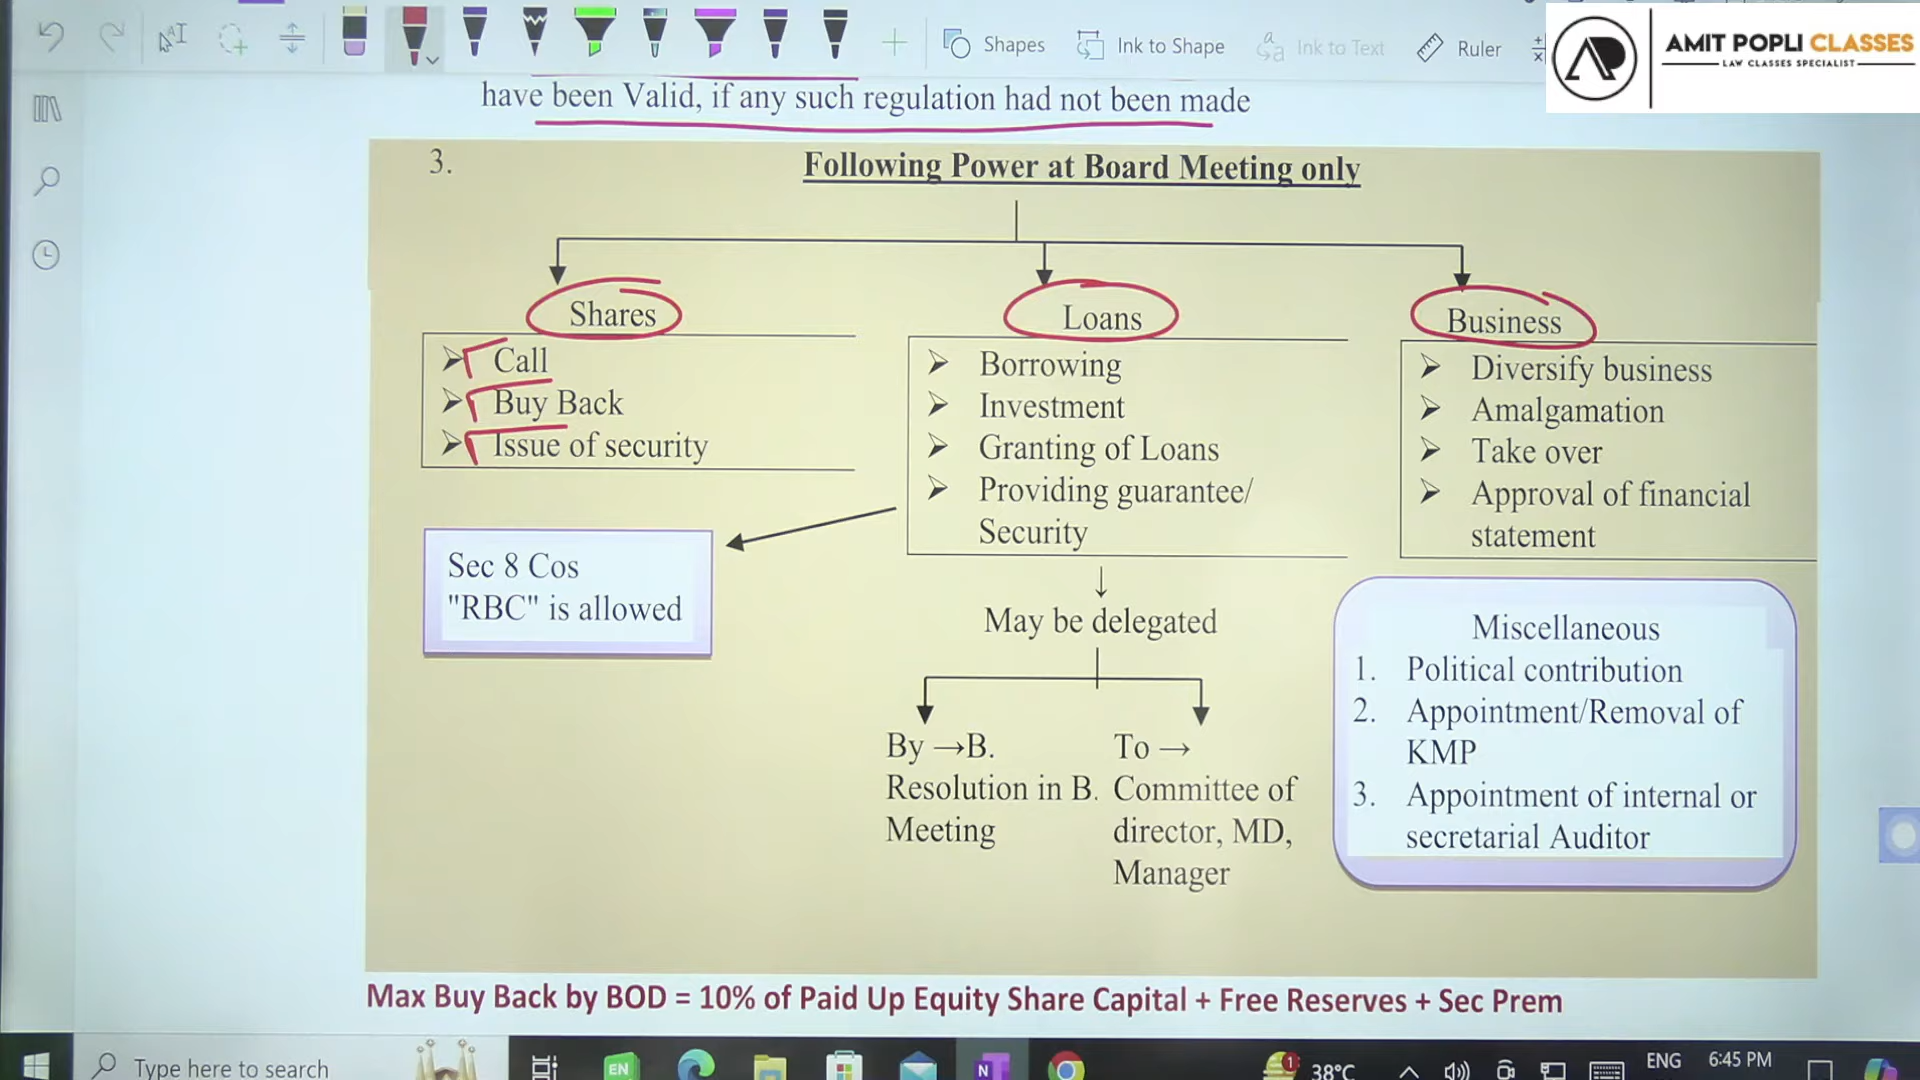 Shapes
Ink to Shape
Ink to Text
Ruler
AMIT POPLI CLASSES
LAW CLASSES SPECIALIST
have been Valid, if any such regulation had not been made
3.
Following Power at Board Meeting only
Shares
Call
Buy Back
Issue of security
Loans
Borrowing
Investment
Granting of Loans
Providing guarantee/
Security
Business
Diversify business
Amalgamation
Take over
Approval of financial
statement
Sec 8 Cos
"RBC" is allowed
May be delegated
By →B.
Resolution in B.
Meeting
To →
Committee of
director, MD,
Manager
Miscellaneous
1. Political contribution
2. Appointment/Removal of
KMP
3. Appointment of internal or
secretarial Auditor
Max Buy Back by BOD = 10% of Paid Up Equity Share Capital + Free Reserves + Sec Prem
Type here to search
EN
N
1
38°C
ENG
6:45 PM